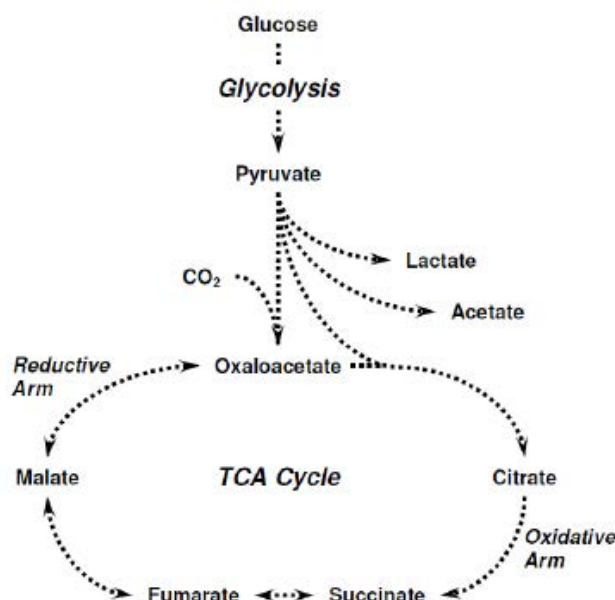 Glucose
Glycolysis
Pyruvate
Lactate
CO₂
Acetate
Reductive
Arm
Oxaloacetate
Malate
TCA Cycle
Citrate
Oxidative
Arm
Fumarate
Succinate